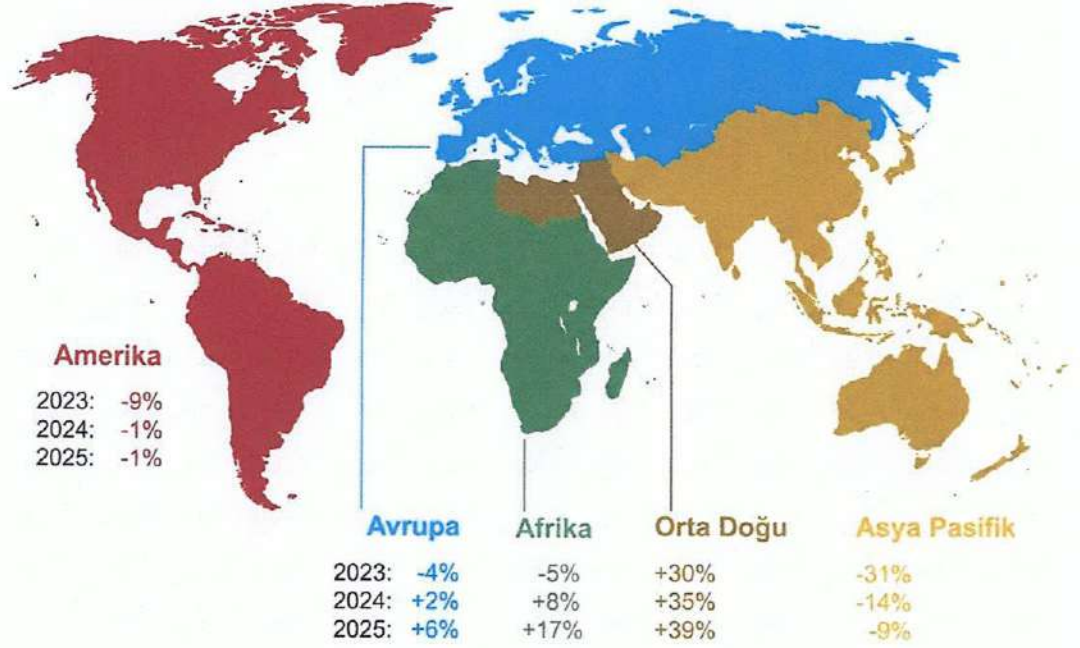 Amerika
2023: -9%
2024: -1%
2025: -1%
Avrupa Afrika Orta Doğu Asya Pasifik
2023: -4% -5% +30% -31%
2024: +2% +8% +35% -14%
2025: +6% +17% +39% -9%